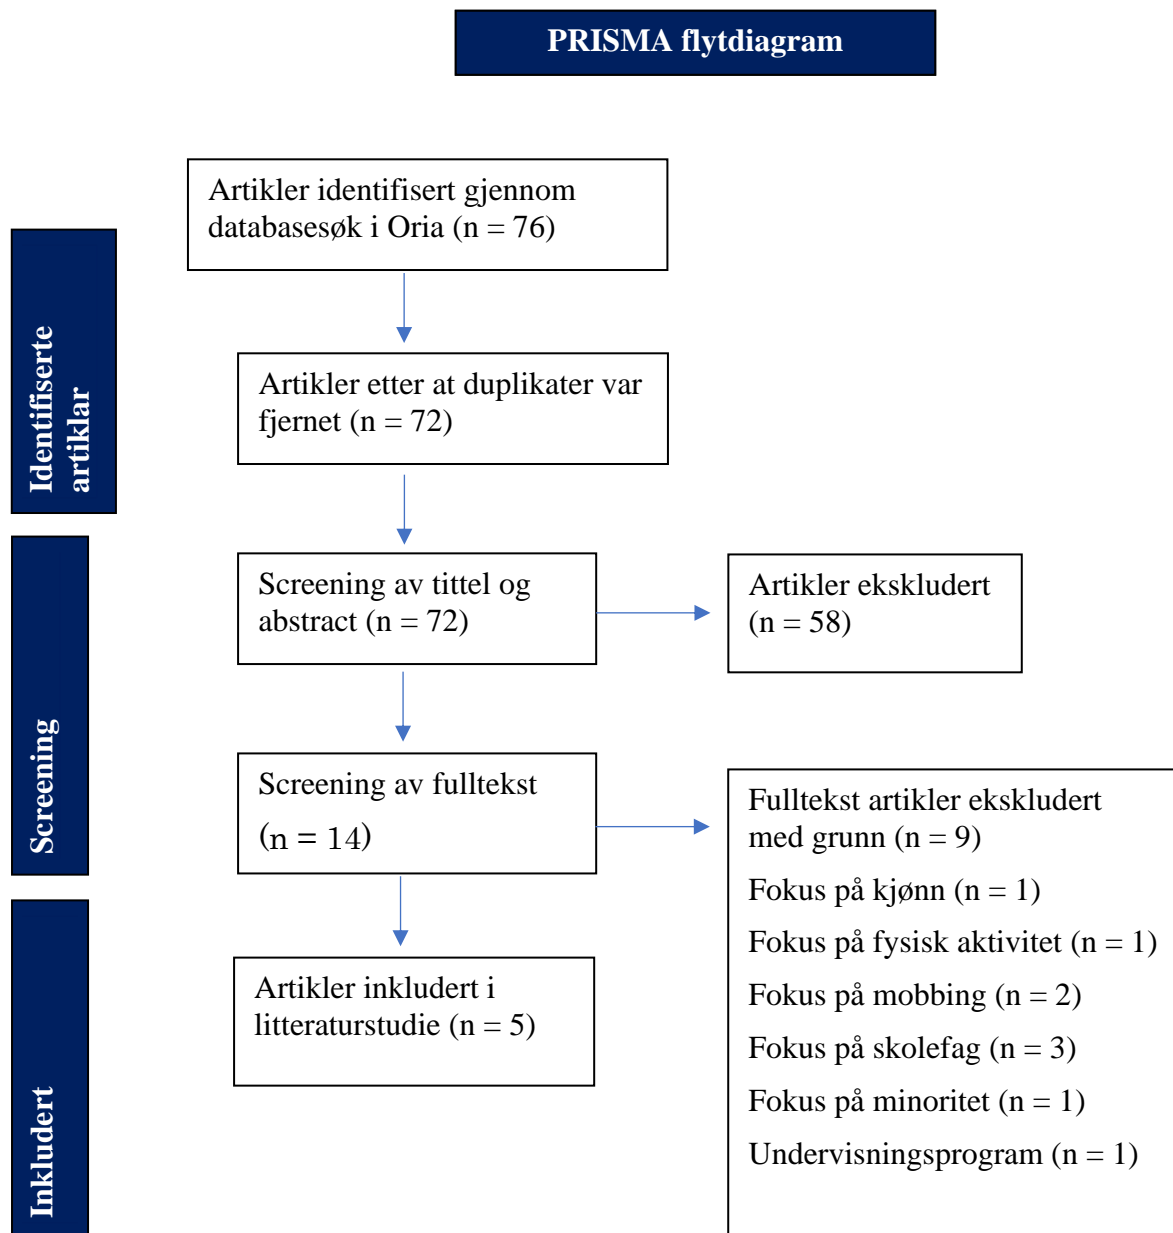 PRISMA flytdiagram
Artikler identifisert gjennom
databasesøk i Oria (n = 76)
Identifiserte
artiklar
Artikler etter at duplikater var
fjernet (n = 72)
Screening
Screening av tittel og
abstract (n = 72)
Artikler ekskludert
(n = 58)
Screening av fulltekst
(n = 14)
Fulltekst artikler ekskludert
med grunn (n = 9)
Fokus på kjønn (n = 1)
Fokus på fysisk aktivitet (n = 1)
Fokus på mobbing (n = 2)
Fokus på skolefag (n = 3)
Fokus på minoritet (n = 1)
Undervisningsprogram (n = 1)
Inkludert
Artikler inkludert i
litteraturstudie (n = 5)